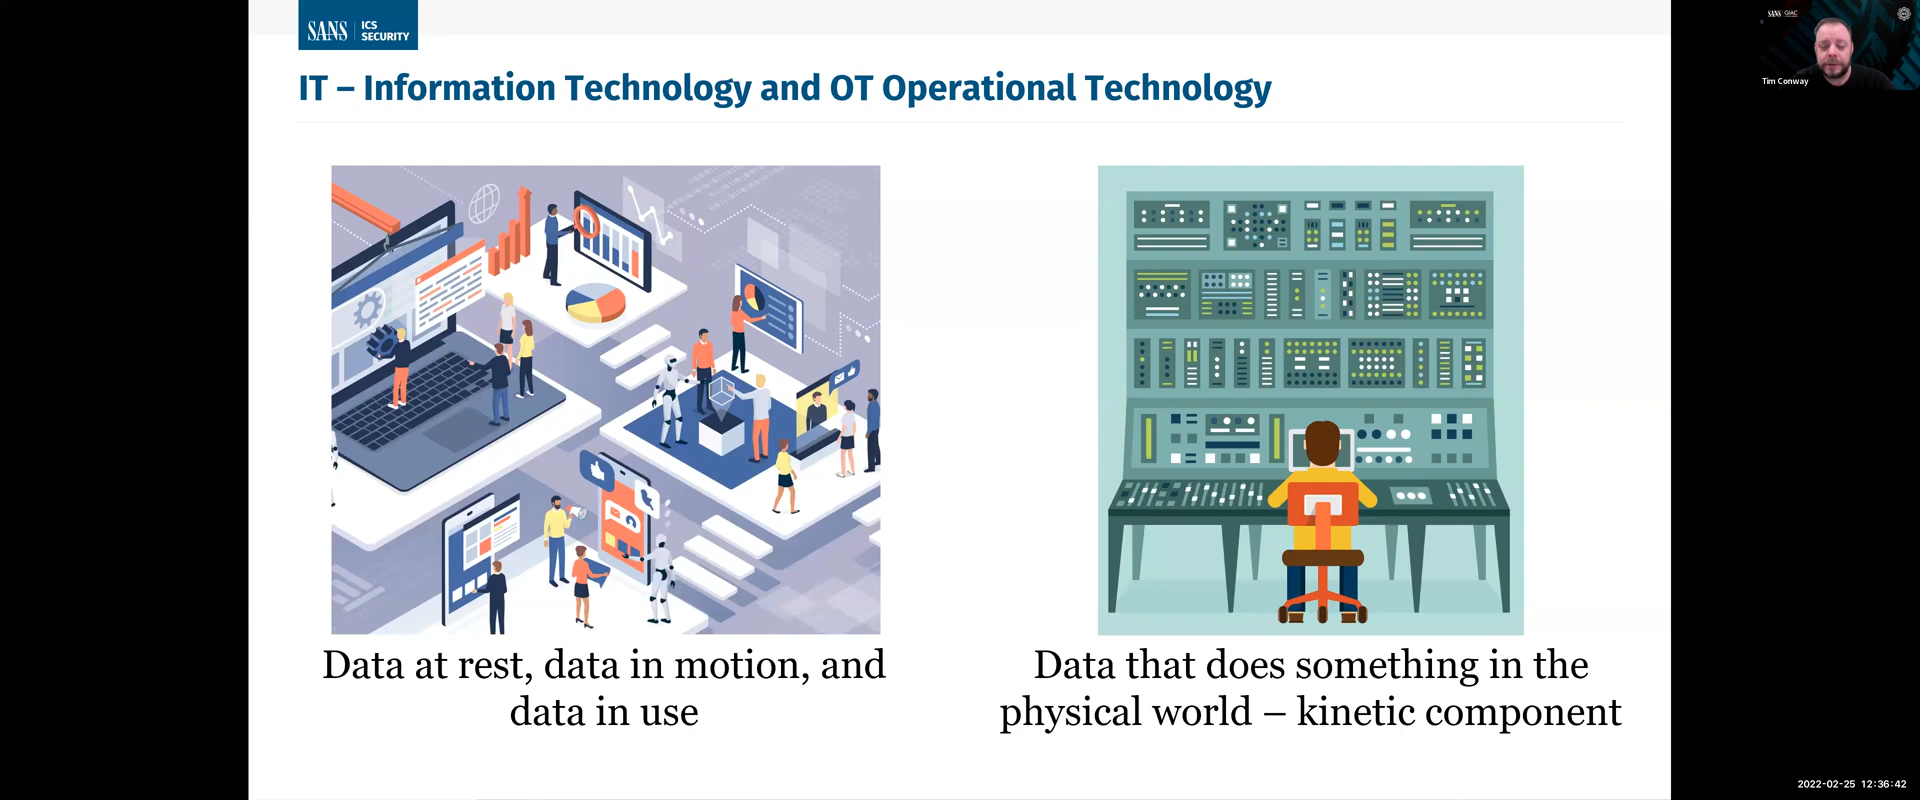 SANS
ICS
SECURITY
SANS GIAC
IT – Information Technology and OT Operational Technology
Tim Conway
Data at rest, data in motion, and
data in use
Data that does something in the
physical world – kinetic component
2022-02-25 12:36:42